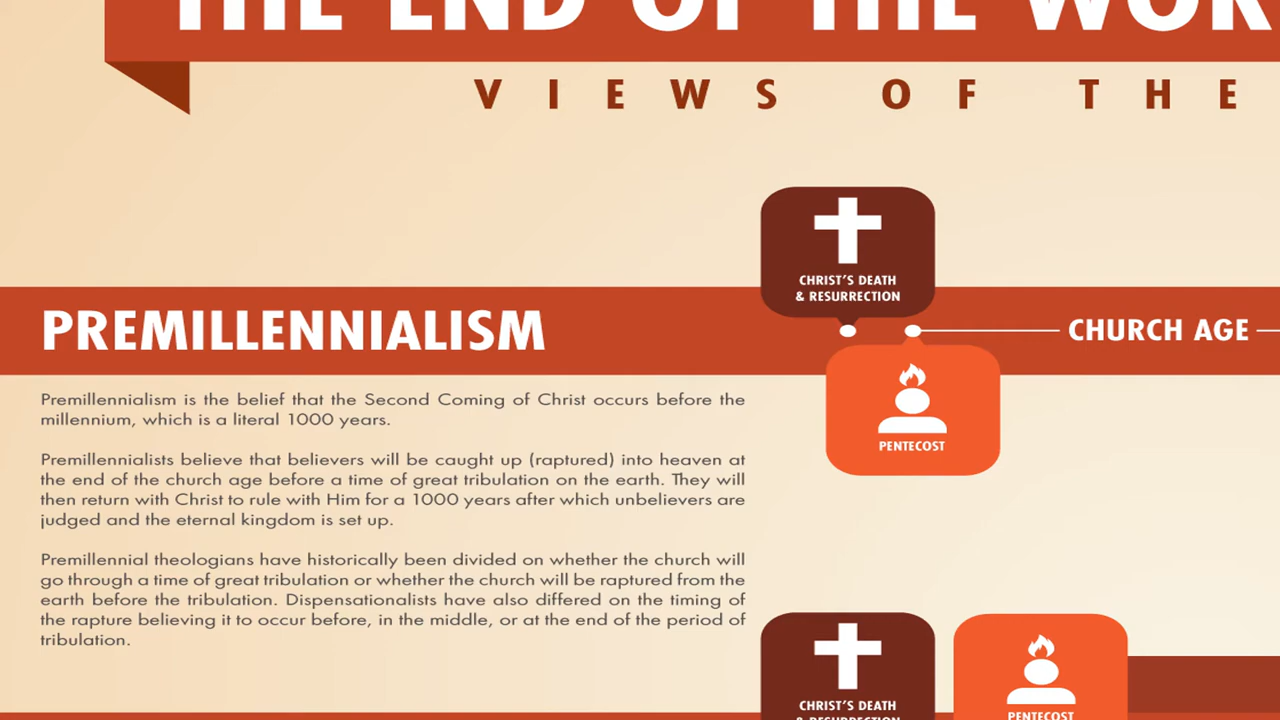 THE END OF THE WOR
VIEWS OF THE
CHRIST'S DEATH
& RESURRECTION
PREMILLENNIALISM
CHURCH AGE
PENTECOST
Premillennialism is the belief that the Second Coming of Christ occurs before the
millennium, which is a literal 1000 years.
Premillennialists believe that believers will be caught up (raptured) into heaven at
the end of the church age before a time of great tribulation on the earth. They will
then return with Christ to rule with Him for a 1000 years after which unbelievers are
judged and the eternal kingdom is set up.
Premillennial theologians have historically been divided on whether the church will
go through a time of great tribulation or whether the church will be raptured from the
earth before the tribulation. Dispensationalists have also differed on the timing of
the rapture believing it to occur before, in the middle, or at the end of the period of
tribulation.
CHRIST'S DEATH
& RESURRECTION
PENTECOST